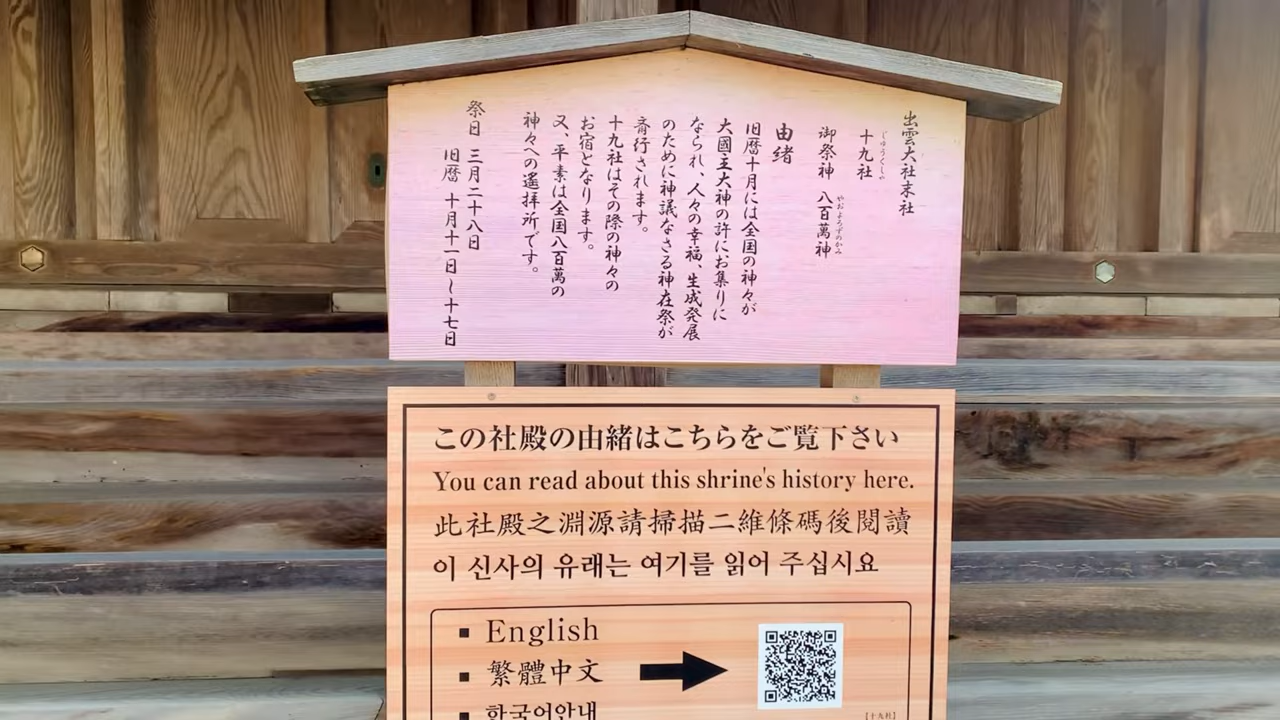 出雲大社末社
十九社
じゅうくしゃ
御祭神 八百萬神
やおよろずのかみ
由緒
旧暦十月には全国の神々が
大國主大神の許にお集りに
なられ、人々の幸福、生成発展
のために神議なさる神在祭が
斎行されます。
十九社はその際の神々の
お宿となります。
又、平素は全国八百萬の
神々への遙拝所です。
祭日 三月二十八日
旧暦 十月十一日～十七日
この社殿の由緒はこちらをご覧下さい
You can read about this shrine's history here.
此社殿之淵源請掃描二維條碼後閱讀
이 신사의 유래는 여기를 읽어 주십시요
■ English
■ 繁體中文
■ 한국어안내
【十九社】